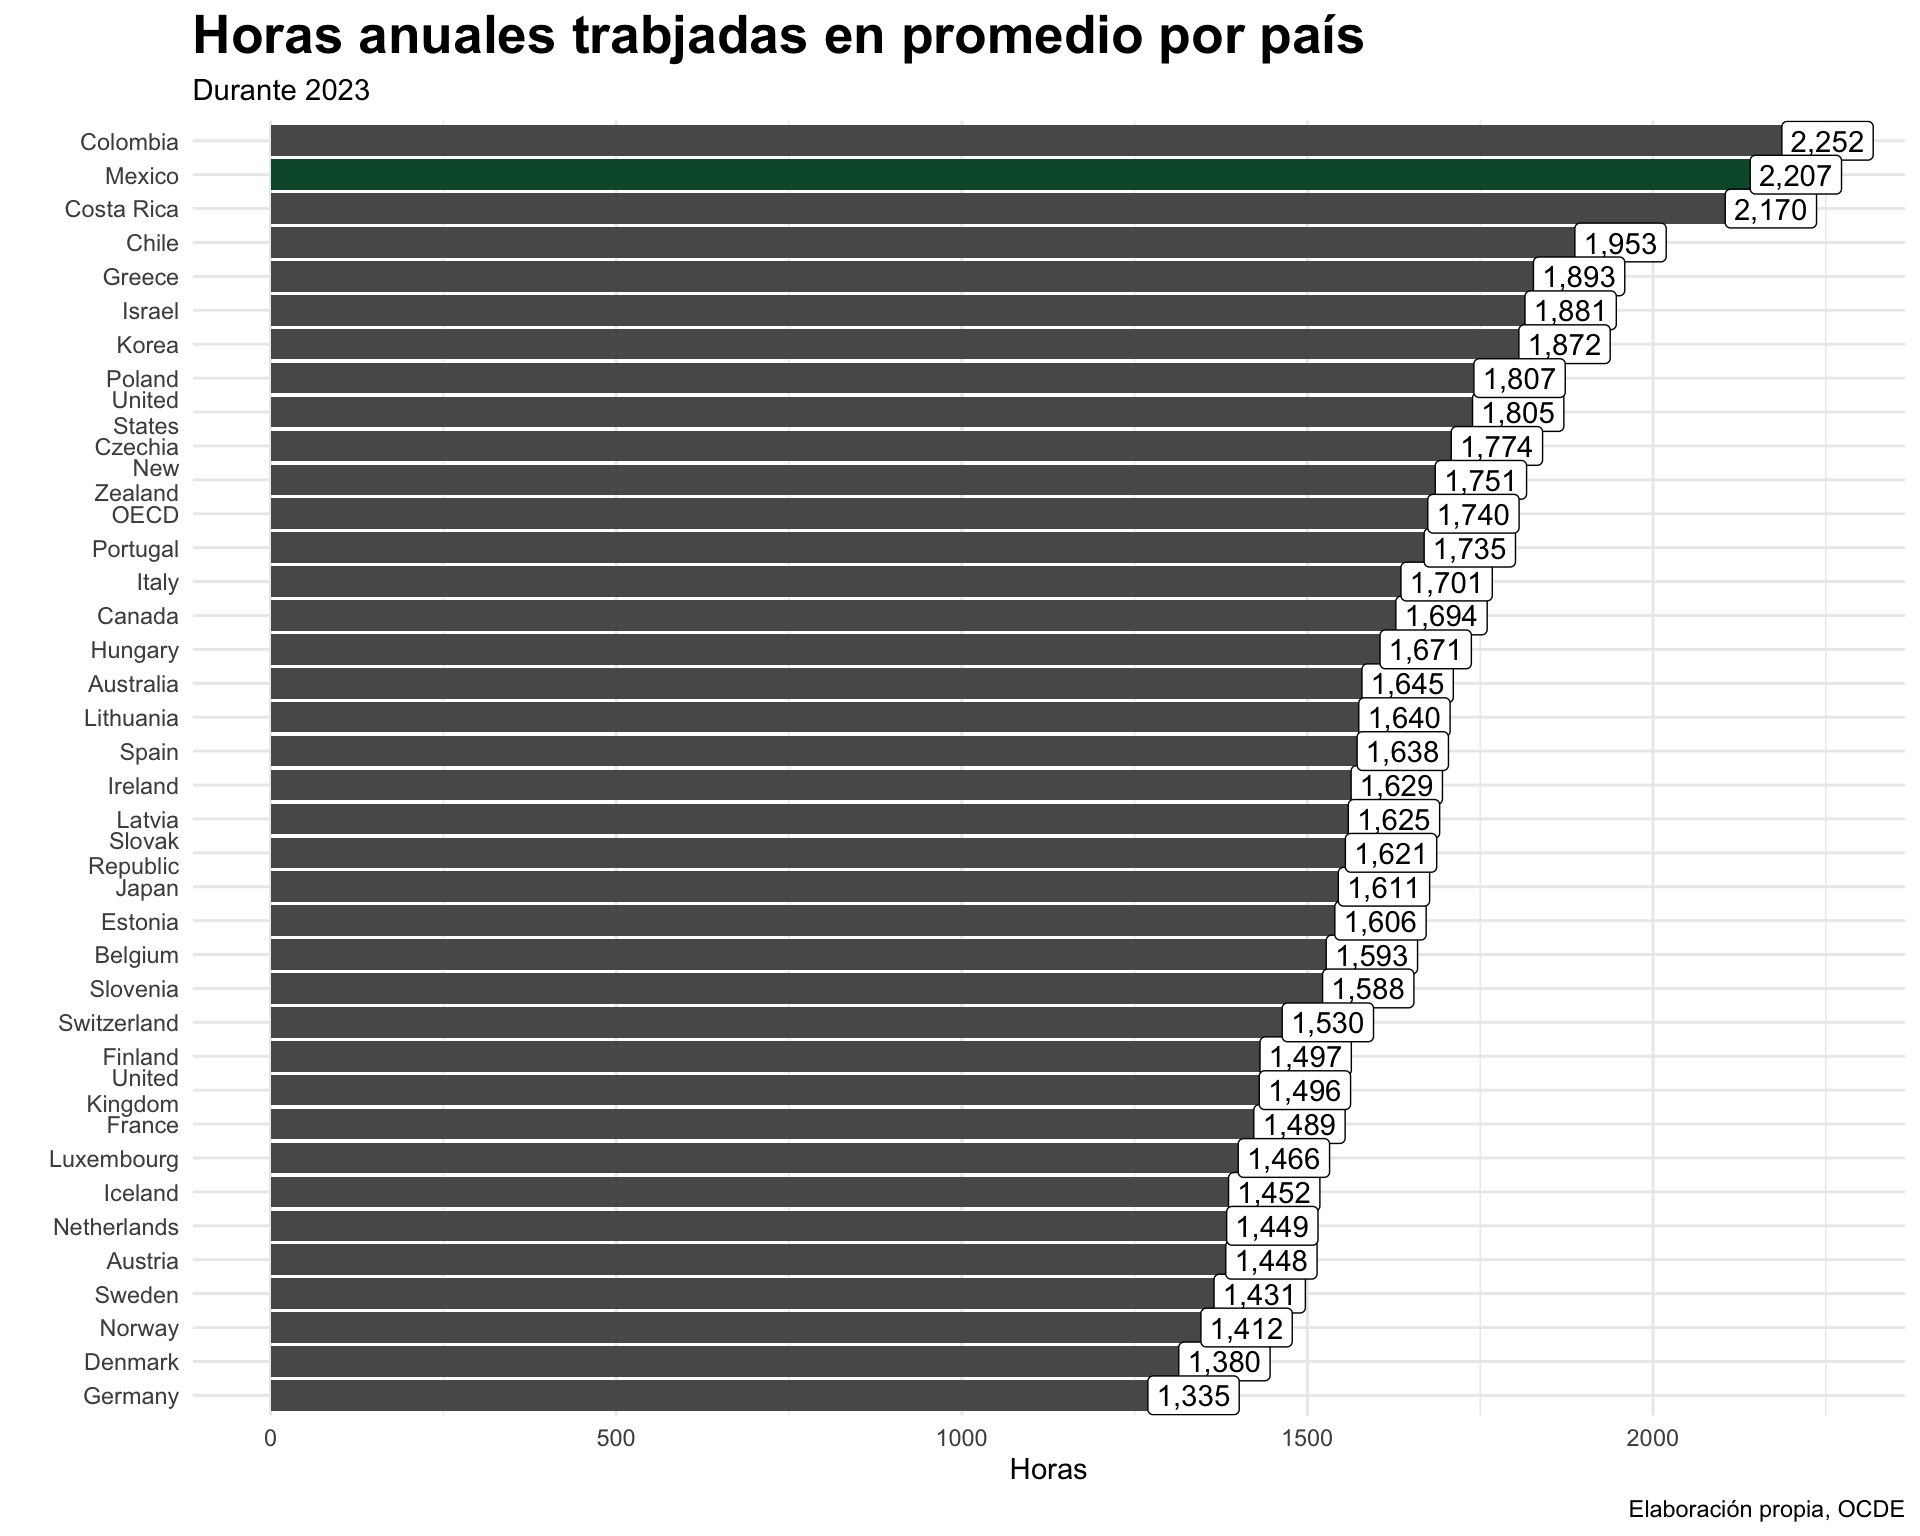 Horas anuales trabjadas en promedio por país
Durante 2023
Colombia 2,252
Mexico 2,207
Costa Rica 2,170
Chile 1,953
Greece 1,893
Israel 1,881
Korea 1,872
Poland 1,807
United
States 1,805
Czechia 1,774
New
Zealand 1,751
OECD 1,740
Portugal 1,735
Italy 1,701
Canada 1,694
Hungary 1,671
Australia 1,645
Lithuania 1,640
Spain 1,638
Ireland 1,629
Latvia 1,625
Slovak
Republic 1,621
Japan 1,611
Estonia 1,606
Belgium 1,593
Slovenia 1,588
Switzerland 1,530
Finland 1,497
United
Kingdom 1,496
France 1,489
Luxembourg 1,466
Iceland 1,452
Netherlands 1,449
Austria 1,448
Sweden 1,431
Norway 1,412
Denmark 1,380
Germany 1,335
0 500 1000 1500 2000
Horas
Elaboración propia, OCDE